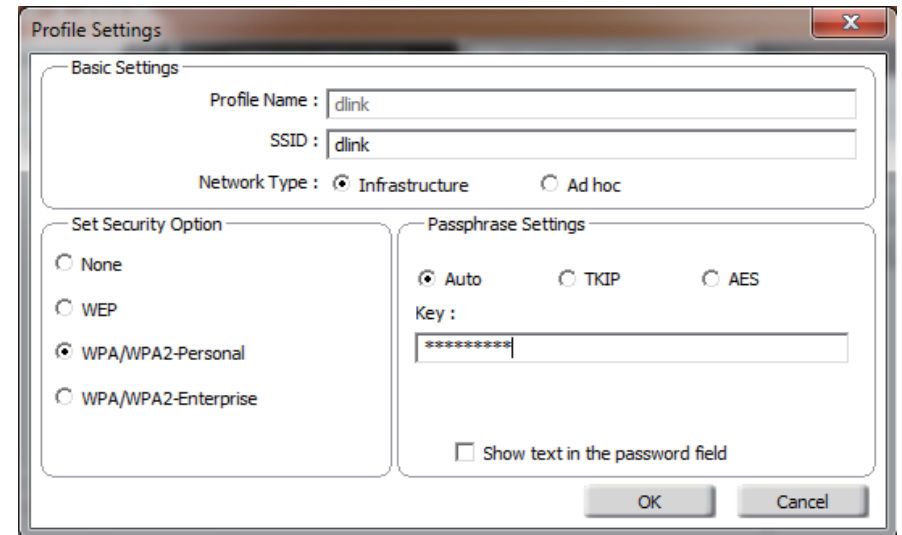 Profile Settings
Basic Settings
Profile Name : dlink
SSID : dlink
Network Type : Infrastructure Ad hoc
Set Security Option
None
WEP
WPA/WPA2-Personal
WPA/WPA2-Enterprise
Passphrase Settings
Auto TKIP AES
Key :
*********
Show text in the password field
OK Cancel